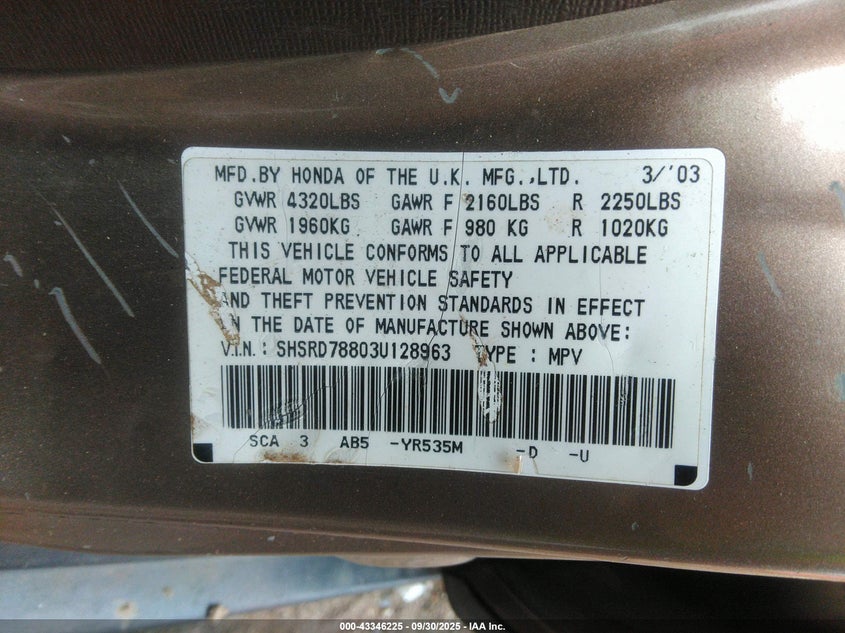 MFD.BY HONDA OF THE U.K. MFG.,LTD. 3/'03
GVWR 4320LBS GAWR F 2160LBS R 2250LBS
GVWR 1960KG GAWR F 980 KG R 1020KG
THIS VEHICLE CONFORMS TO ALL APPLICABLE
FEDERAL MOTOR VEHICLE SAFETY
AND THEFT PREVENTION STANDARDS IN EFFECT
ON THE DATE OF MANUFACTURE SHOWN ABOVE:
V.I.N.: SHSRD78803U128963 TYPE : MPV
SCA 3 AB5 -YR535M -D -U
000-43346225 - 09/30/2025 - IAA Inc.